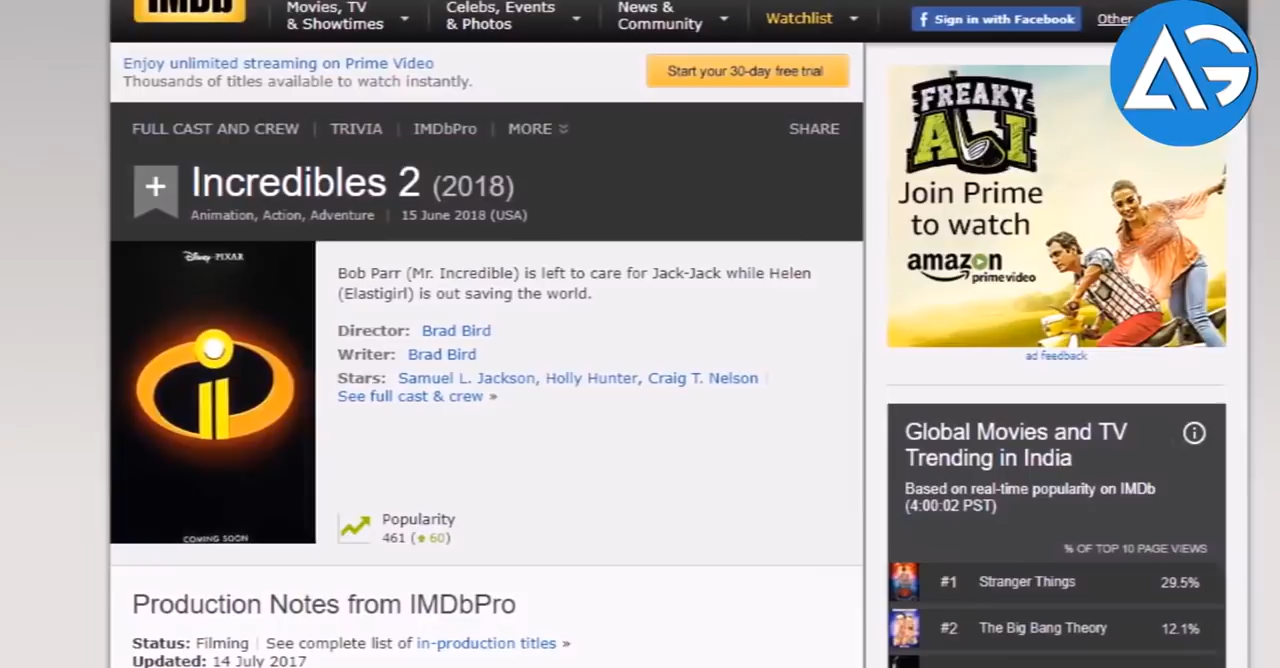 IMDb
Movies, TV
& Showtimes
Celebs, Events
& Photos
News &
Community
Watchlist
f Sign in with Facebook
Other
Enjoy unlimited streaming on Prime Video
Thousands of titles available to watch instantly.
Start your 30-day free trial
FULL CAST AND CREW | TRIVIA | IMDbPro | MORE
SHARE
+ Incredibles 2 (2018)
Animation, Action, Adventure | 15 June 2018 (USA)
Disney·PIXAR
COMING SOON
Bob Parr (Mr. Incredible) is left to care for Jack-Jack while Helen
(Elastigirl) is out saving the world.
Director: Brad Bird
Writer: Brad Bird
Stars: Samuel L. Jackson, Holly Hunter, Craig T. Nelson |
See full cast & crew »
Popularity
461 (60)
Production Notes from IMDbPro
Status: Filming | See complete list of in-production titles »
Updated: 14 July 2017
AG
FREAKY
ALI
Join Prime
to watch
amazon
prime video
ad feedback
Global Movies and TV
Trending in India
Based on real-time popularity on IMDb
(4:00:02 PST)
% OF TOP 10 PAGE VIEWS
#1 Stranger Things 29.5%
#2 The Big Bang Theory 12.1%